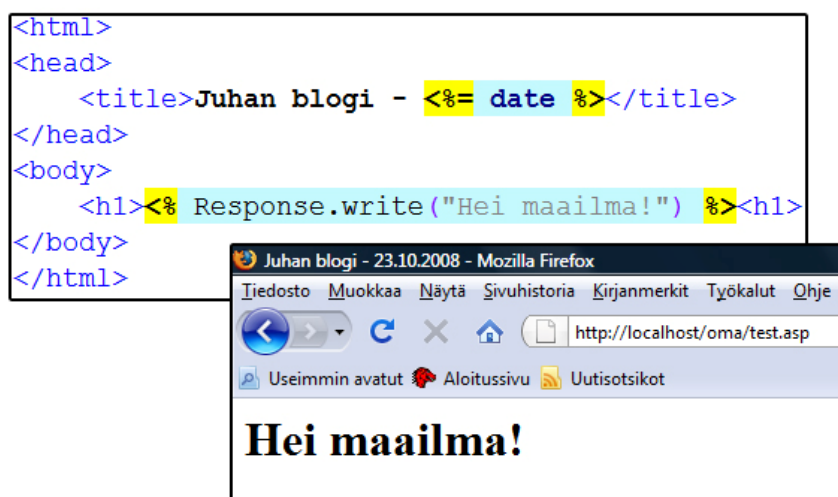 <html>
<head>
<title>Juhan blogi - <%= date %></title>
</head>
<body>
<h1><% Response.write("Hei maailma!") %><h1>
</body>
</html>
Juhan blogi - 23.10.2008 - Mozilla Firefox
Tiedosto Muokkaa Näytä Sivuhistoria Kirjanmerkit Työkalut Ohje
http://localhost/oma/test.asp
Useimmin avatut Aloitussivu Uutisotsikot
Hei maailma!